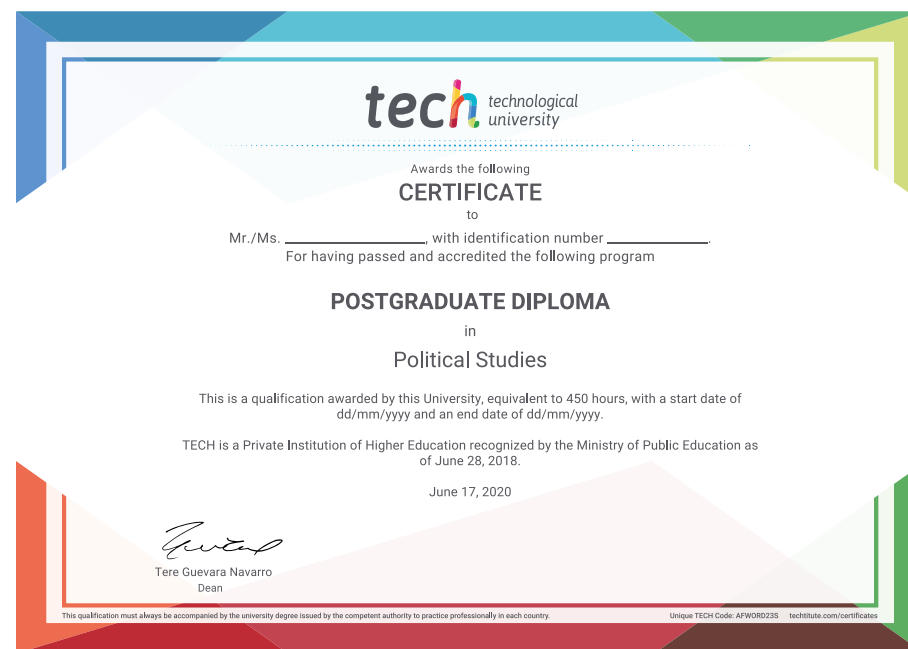 tech technological
university
Awards the following
CERTIFICATE
to
Mr./Ms. ____________________, with identification number ______________.
For having passed and accredited the following program
POSTGRADUATE DIPLOMA
in
Political Studies
This is a qualification awarded by this University, equivalent to 450 hours, with a start date of
dd/mm/yyyy and an end date of dd/mm/yyyy.
TECH is a Private Institution of Higher Education recognized by the Ministry of Public Education as
of June 28, 2018.
June 17, 2020
Tere Guevara Navarro
Dean
This qualification must always be accompanied by the university degree issued by the competent authority to practice professionally in each country. Unique TECH Code: AFWORD23S techtitute.com/certificates